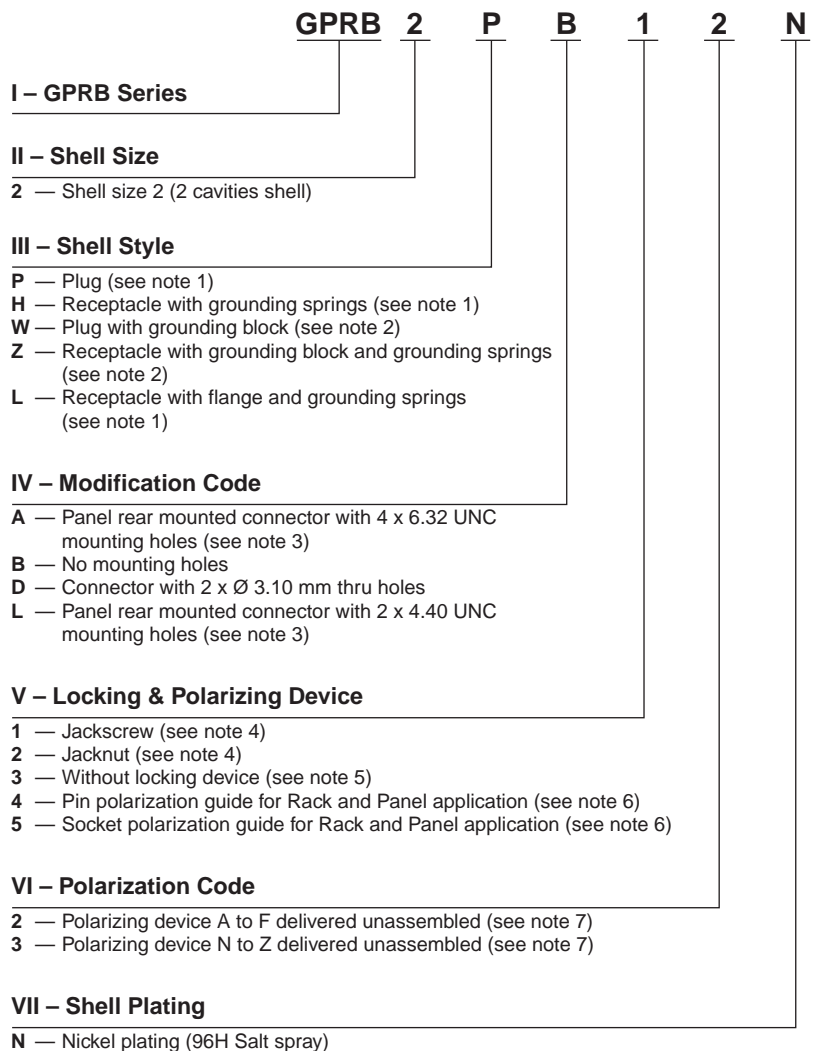 GPRB 2 P B 1 2 N
I – GPRB Series
II – Shell Size
2 — Shell size 2 (2 cavities shell)
III – Shell Style
P — Plug (see note 1)
H — Receptacle with grounding springs (see note 1)
W — Plug with grounding block (see note 2)
Z — Receptacle with grounding block and grounding springs
(see note 2)
L — Receptacle with flange and grounding springs
(see note 1)
IV – Modification Code
A — Panel rear mounted connector with 4 x 6.32 UNC
mounting holes (see note 3)
B — No mounting holes
D — Connector with 2 x Ø 3.10 mm thru holes
L — Panel rear mounted connector with 2 x 4.40 UNC
mounting holes (see note 3)
V – Locking & Polarizing Device
1 — Jackscrew (see note 4)
2 — Jacknut (see note 4)
3 — Without locking device (see note 5)
4 — Pin polarization guide for Rack and Panel application (see note 6)
5 — Socket polarization guide for Rack and Panel application (see note 6)
VI – Polarization Code
2 — Polarizing device A to F delivered unassembled (see note 7)
3 — Polarizing device N to Z delivered unassembled (see note 7)
VII – Shell Plating
N — Nickel plating (96H Salt spray)